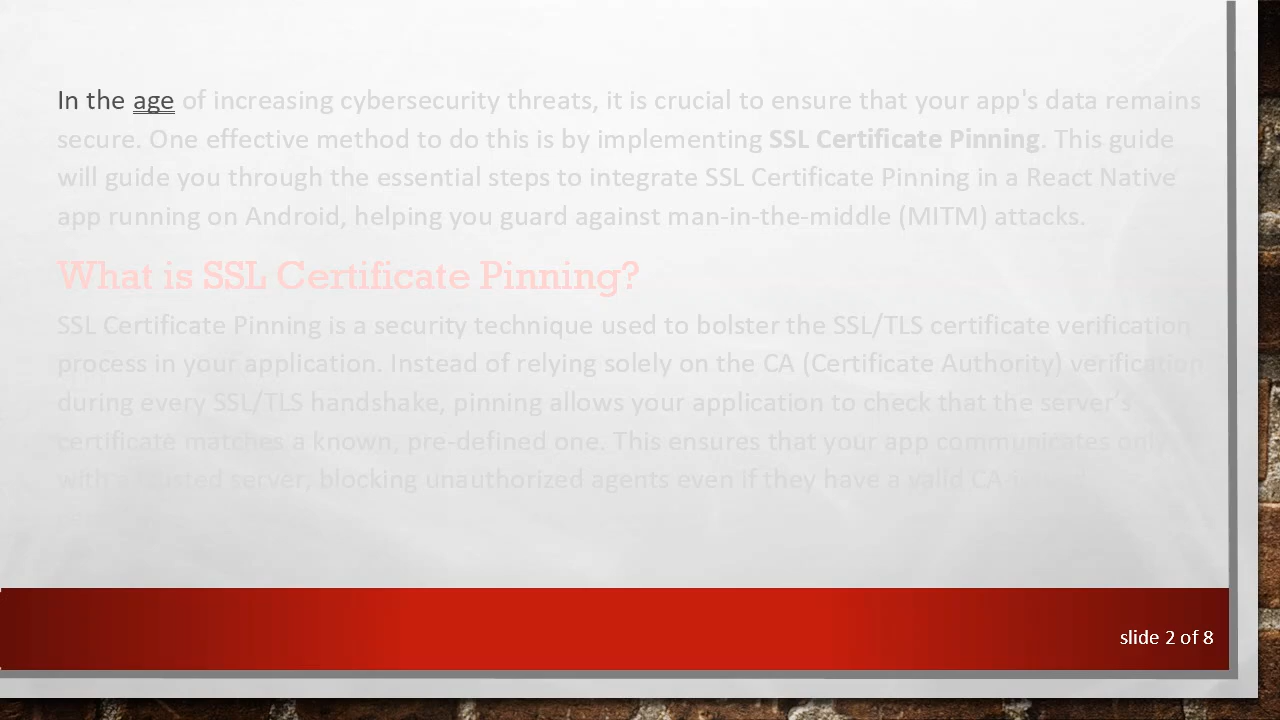 In the age of increasing cybersecurity threats, it is crucial to ensure that your app's data remains
secure. One effective method to do this is by implementing SSL Certificate Pinning. This guide
will guide you through the essential steps to integrate SSL Certificate Pinning in a React Native
app running on Android, helping you guard against man-in-the-middle (MITM) attacks.
What is SSL Certificate Pinning?
SSL Certificate Pinning is a security technique used to bolster the SSL/TLS certificate verification
process in your application. Instead of relying solely on the CA (Certificate Authority) verification
during every SSL/TLS handshake, pinning allows your application to check that the server's
certificate matches a known, pre-defined one. This ensures that your app communicates only
with a trusted server, blocking unauthorized agents even if they have a valid CA-
slide 2 of 8